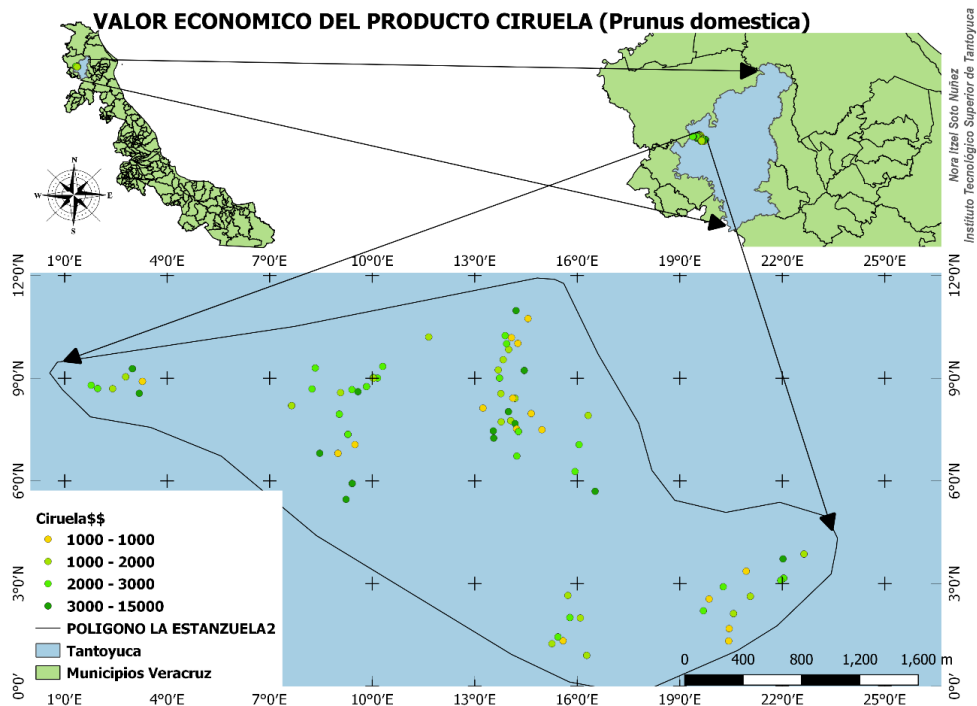 VALOR ECONOMICO DEL PRODUCTO CIRUELA (Prunus domestica)
Nora Itzel Soto Nuñez
Instituto Tecnológico Superior de Tantoyuca
N
W E
S
1°0'E 4°0'E 7°0'E 10°0'E 13°0'E 16°0'E 19°0'E 22°0'E 25°0'E
12°0'N 12°0'N
9°0'N 9°0'N
6°0'N 6°0'N
3°0'N 3°0'N
0°0' 0°0'
Ciruela$$
1000 - 1000
1000 - 2000
2000 - 3000
3000 - 15000
POLIGONO LA ESTANZUELA2
Tantoyuca
Municipios Veracruz
0 400 800 1,200 1,600 m
1°0'E 4°0'E 7°0'E 10°0'E 13°0'E 16°0'E 19°0'E 22°0'E 25°0'E